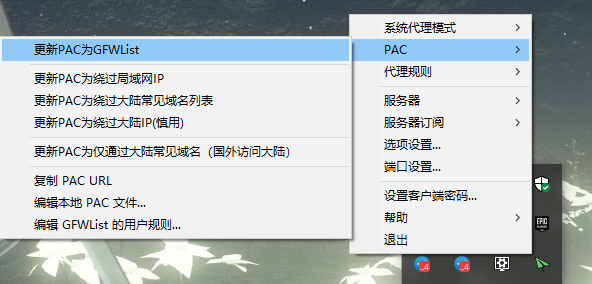 系统代理模式
PAC
代理规则
服务器
服务器订阅
选项设置...
端口设置...
设置客户端密码...
帮助
退出
更新PAC为GFWList
更新PAC为绕过局域网IP
更新PAC为绕过大陆常见域名列表
更新PAC为绕过大陆IP(慎用)
更新PAC为仅通过大陆常见域名（国外访问大陆）
复制 PAC URL
编辑本地 PAC 文件...
编辑 GFWList 的用户规则...
EPIC
4
4